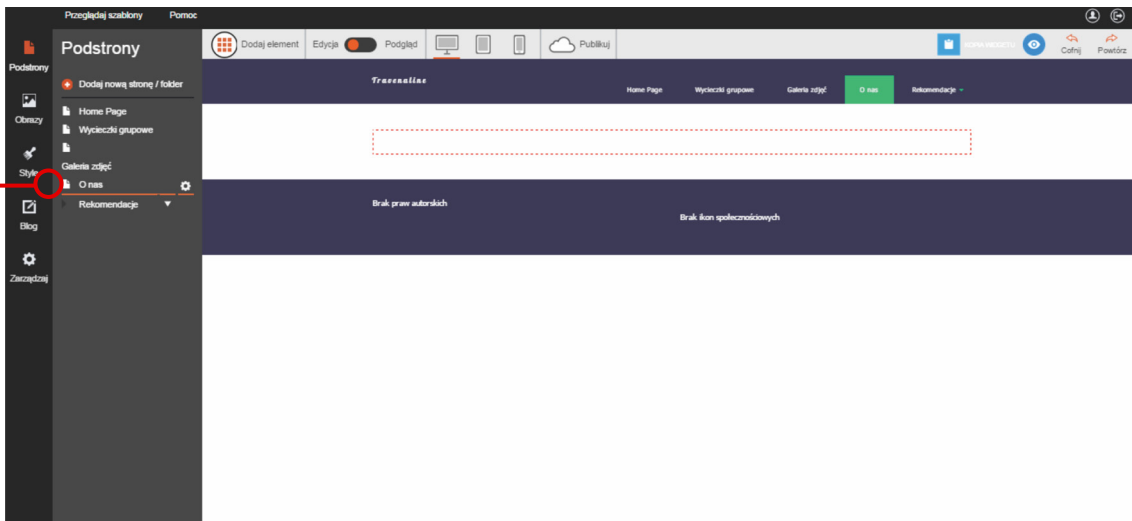 Przeglądaj szablony Pomoc
Podstrony
Obrazy
Style
Blog
Zarządzaj
Podstrony
Dodaj nową stronę / folder
Home Page
Wycieczki grupowe
Galeria zdjęć
O nas
Rekomendacje
Dodaj element Edycja Podgląd Publikuj
KOPIA WIDGETU Cofnij Powtórz
Travenaline
Home Page Wycieczki grupowe Galeria zdjęć O nas Rekomendacje
Brak praw autorskich
Brak ikon społecznościowych